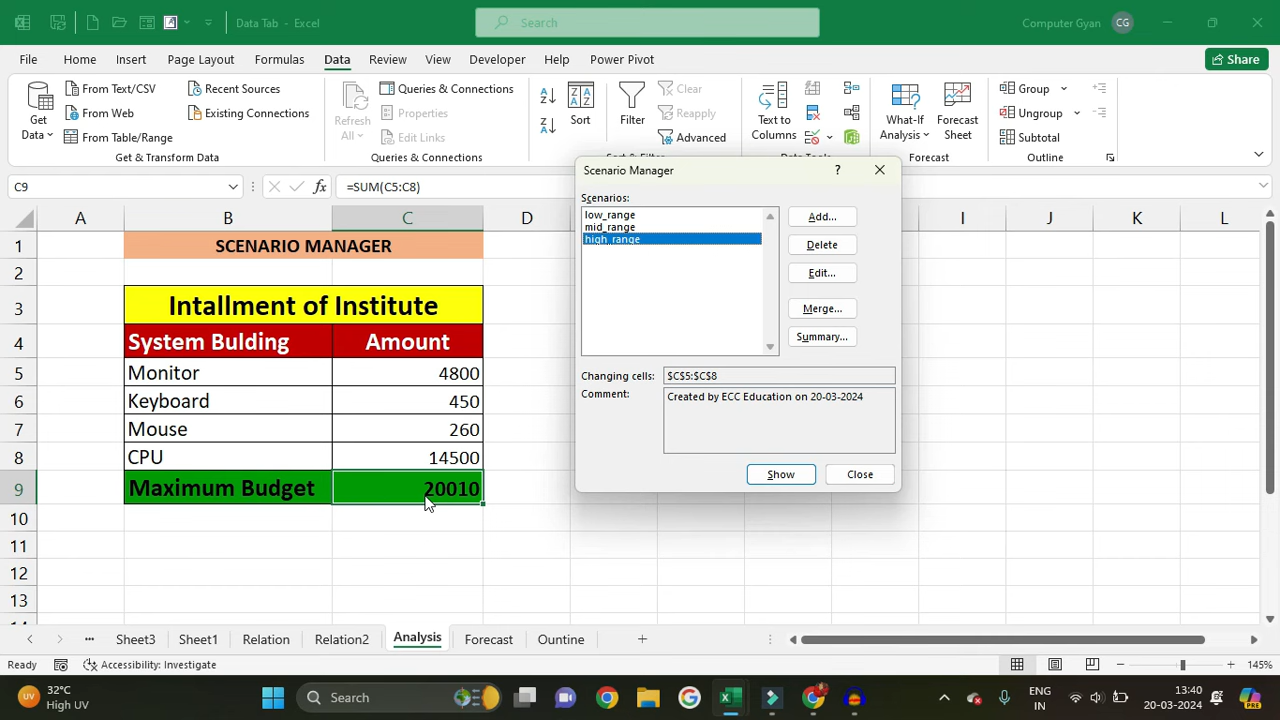 Data Tab - Excel
Search
Computer Gyan
CG
File Home Insert Page Layout Formulas Data Review View Developer Help Power Pivot
Share
Get Data
From Text/CSV
From Web
From Table/Range
Recent Sources
Existing Connections
Get & Transform Data
Refresh All
Queries & Connections
Properties
Edit Links
Queries & Connections
Sort
Filter
Clear
Reapply
Advanced
Text to Columns
What-If Analysis
Forecast Sheet
Forecast
Group
Ungroup
Subtotal
Outline
C9
fx
=SUM(C5:C8)
A B C D I J K L
1 SCENARIO MANAGER
2
3 Intallment of Institute
4 System Bulding Amount
5 Monitor 4800
6 Keyboard 450
7 Mouse 260
8 CPU 14500
9 Maximum Budget 20010
10
11
12
13
Scenario Manager
?
Scenarios:
low_range
mid_range
high_range
Add...
Delete
Edit...
Merge...
Summary...
Changing cells: $C$5:$C$8
Comment: Created by ECC Education on 20-03-2024
Show
Close
Sheet3 Sheet1 Relation Relation2 Analysis Forecast Ountine
Ready
Accessibility: Investigate
145%
32°C
High UV
UV
Search
ENG
IN
13:40
20-03-2024
PRE